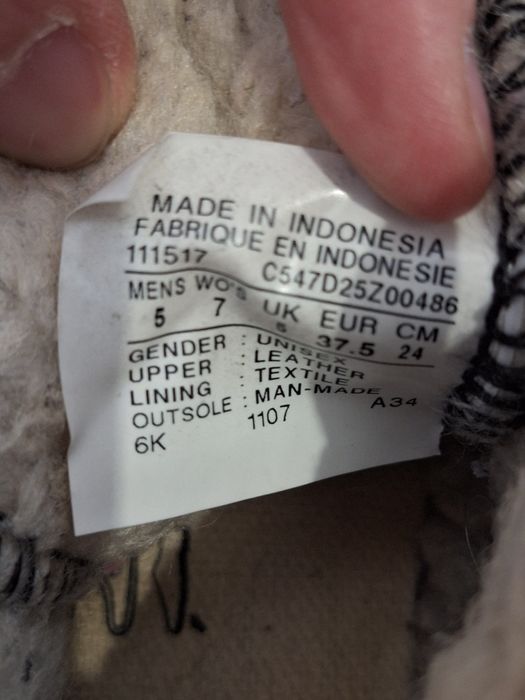 MADE IN INDONESIA
FABRIQUE EN INDONESIE
111517 C547D25Z00486
MENS WO'S UK EUR CM
5 7 5 37.5 24
GENDER : UNISEX
UPPER : LEATHER
LINING : TEXTILE
OUTSOLE : MAN-MADE
6K 1107 A34